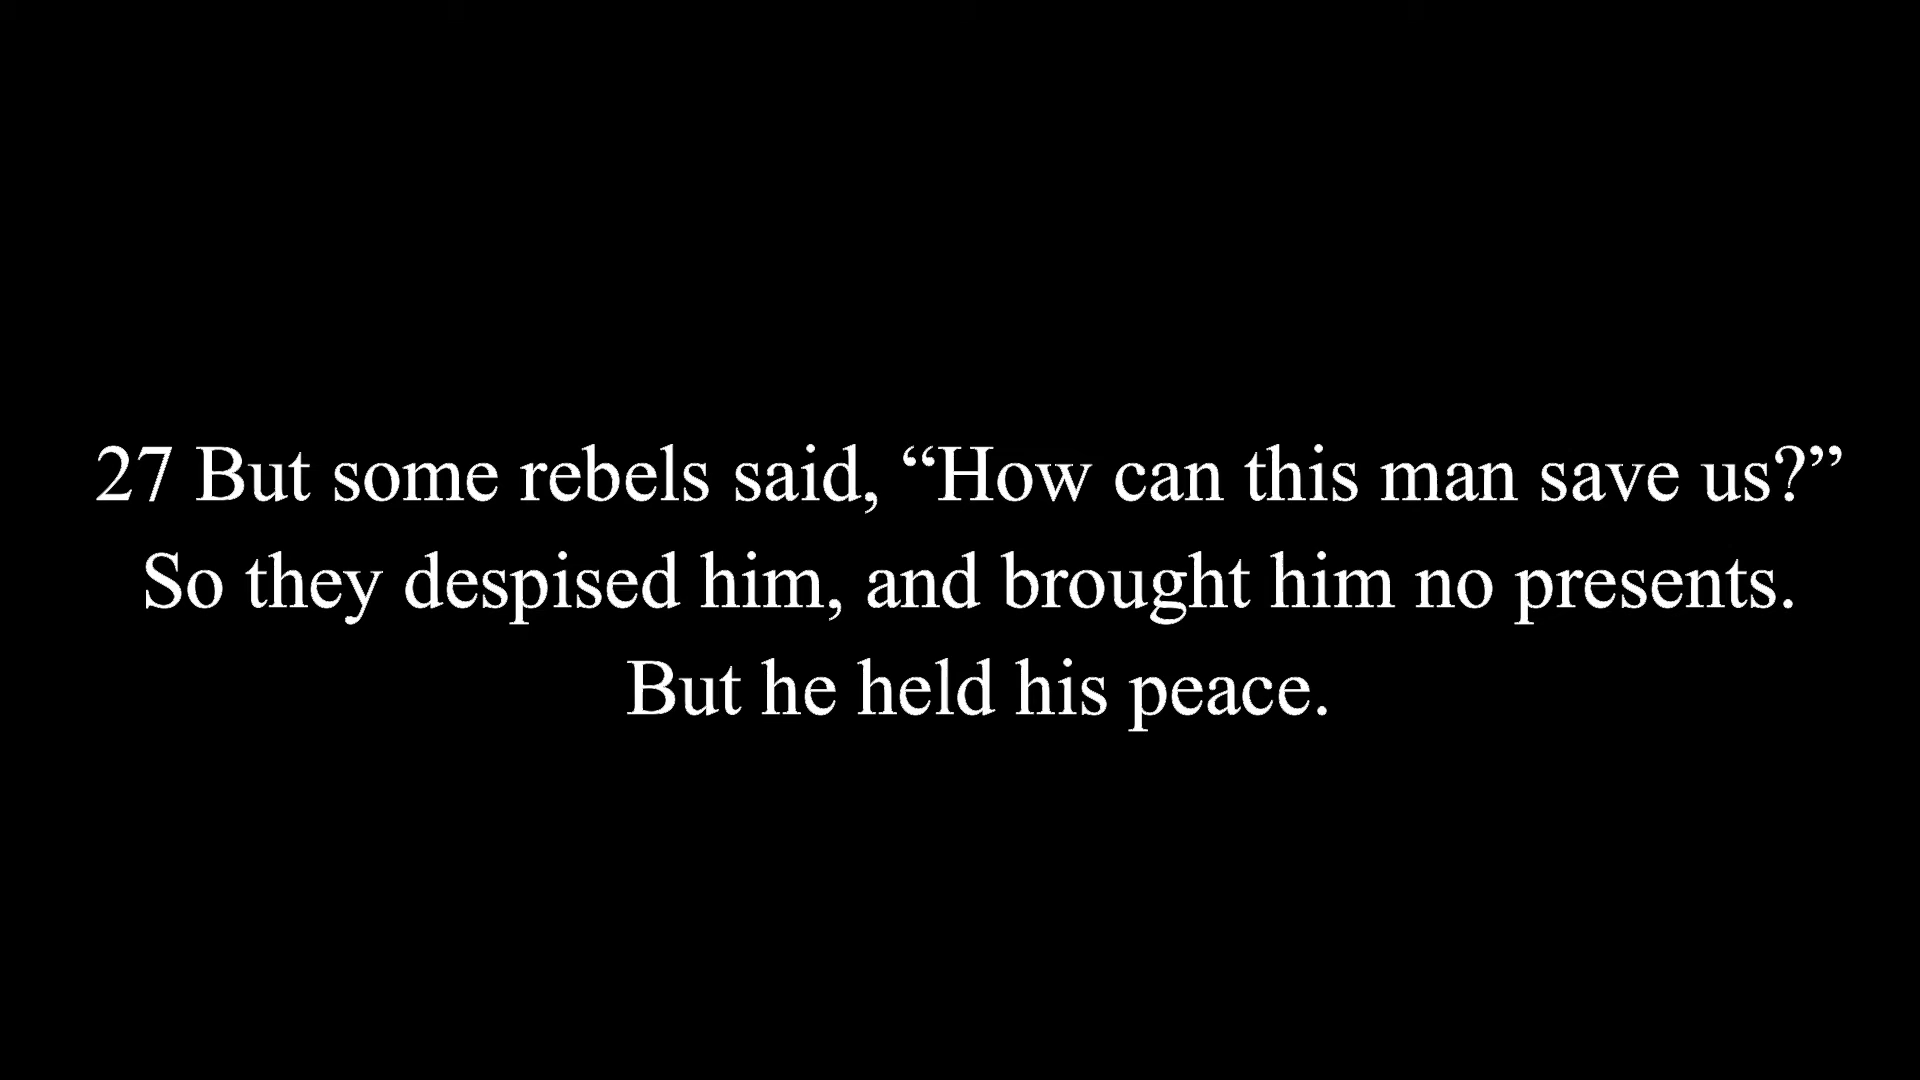 27 But some rebels said, “How can this man save us?”
So they despised him, and brought him no presents.
But he held his peace.